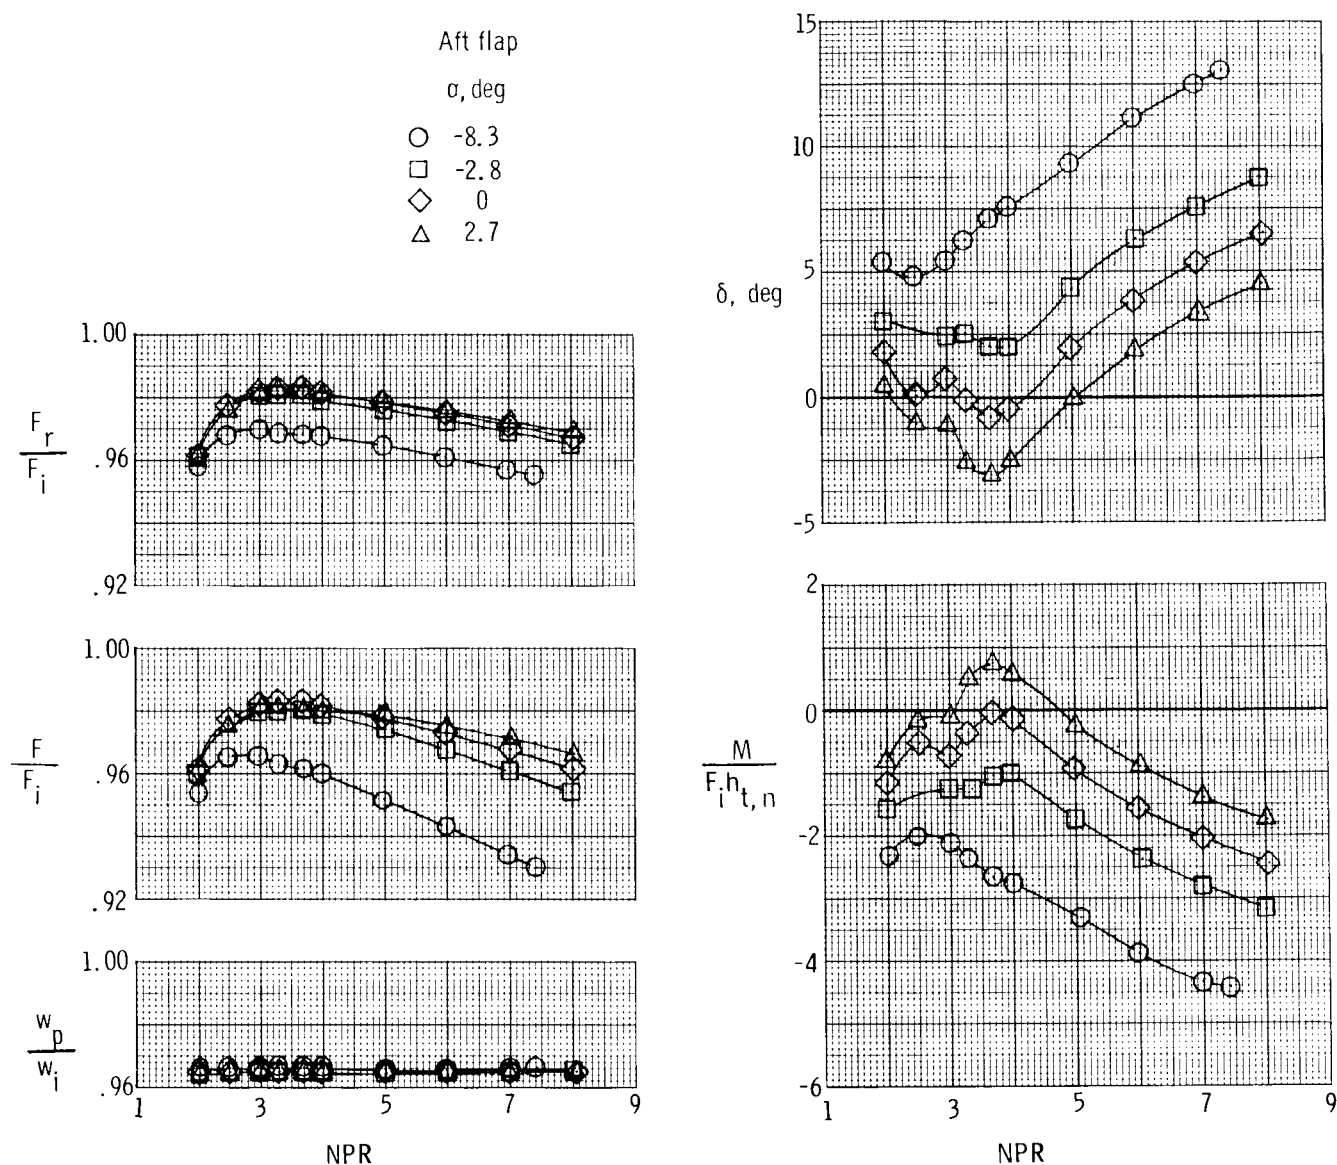 Aft flap
α, deg
-8.3
-2.8
0
2.7
1.00
F_r
F_i
.96
.92
1.00
F
F_i
.96
.92
1.00
w_p
w_i
.96
1 3 5 7 9
NPR
15
10
5
δ, deg
0
-5
2
0
M
F_i h_t,n
-2
-4
-6
1 3 5 7 9
NPR